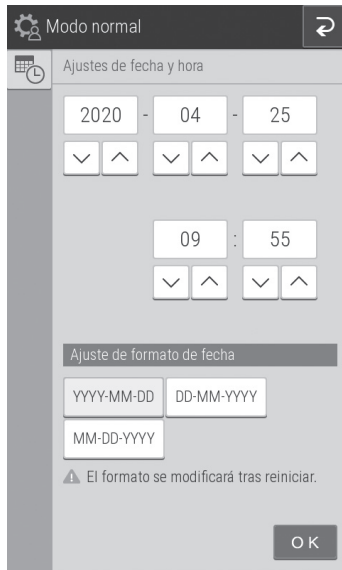 Modo normal
Ajustes de fecha y hora
2020 - 04 - 25
09 : 55
Ajuste de formato de fecha
YYYY-MM-DD DD-MM-YYYY
MM-DD-YYYY
El formato se modificará tras reiniciar.
OK